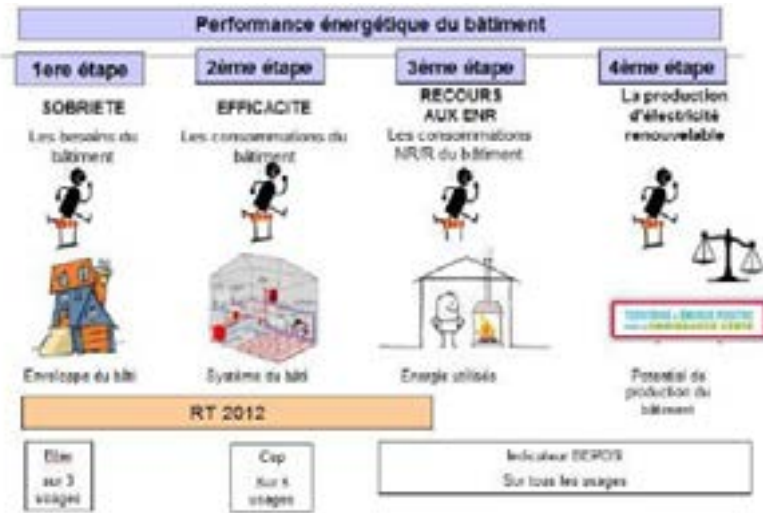 Performance énergétique du bâtiment
1ere étape
2ème étape
3ème étape
4ème étape
SOBRIETE
Les besoins du
bâtiment
EFFICACITE
Les consommations du
bâtiment
RECOURS
AUX ENR
Les consommations
NR/R du bâtiment
La production
d'électricité
renouvelable
Enveloppe du bâti
Système du bâti
Energie utilisée
Potentiel de
production du
bâtiment
RT 2012
sur 3
usages
Cep
Sur 5
usages
Indicateur BEPOS
Sur tous les usages